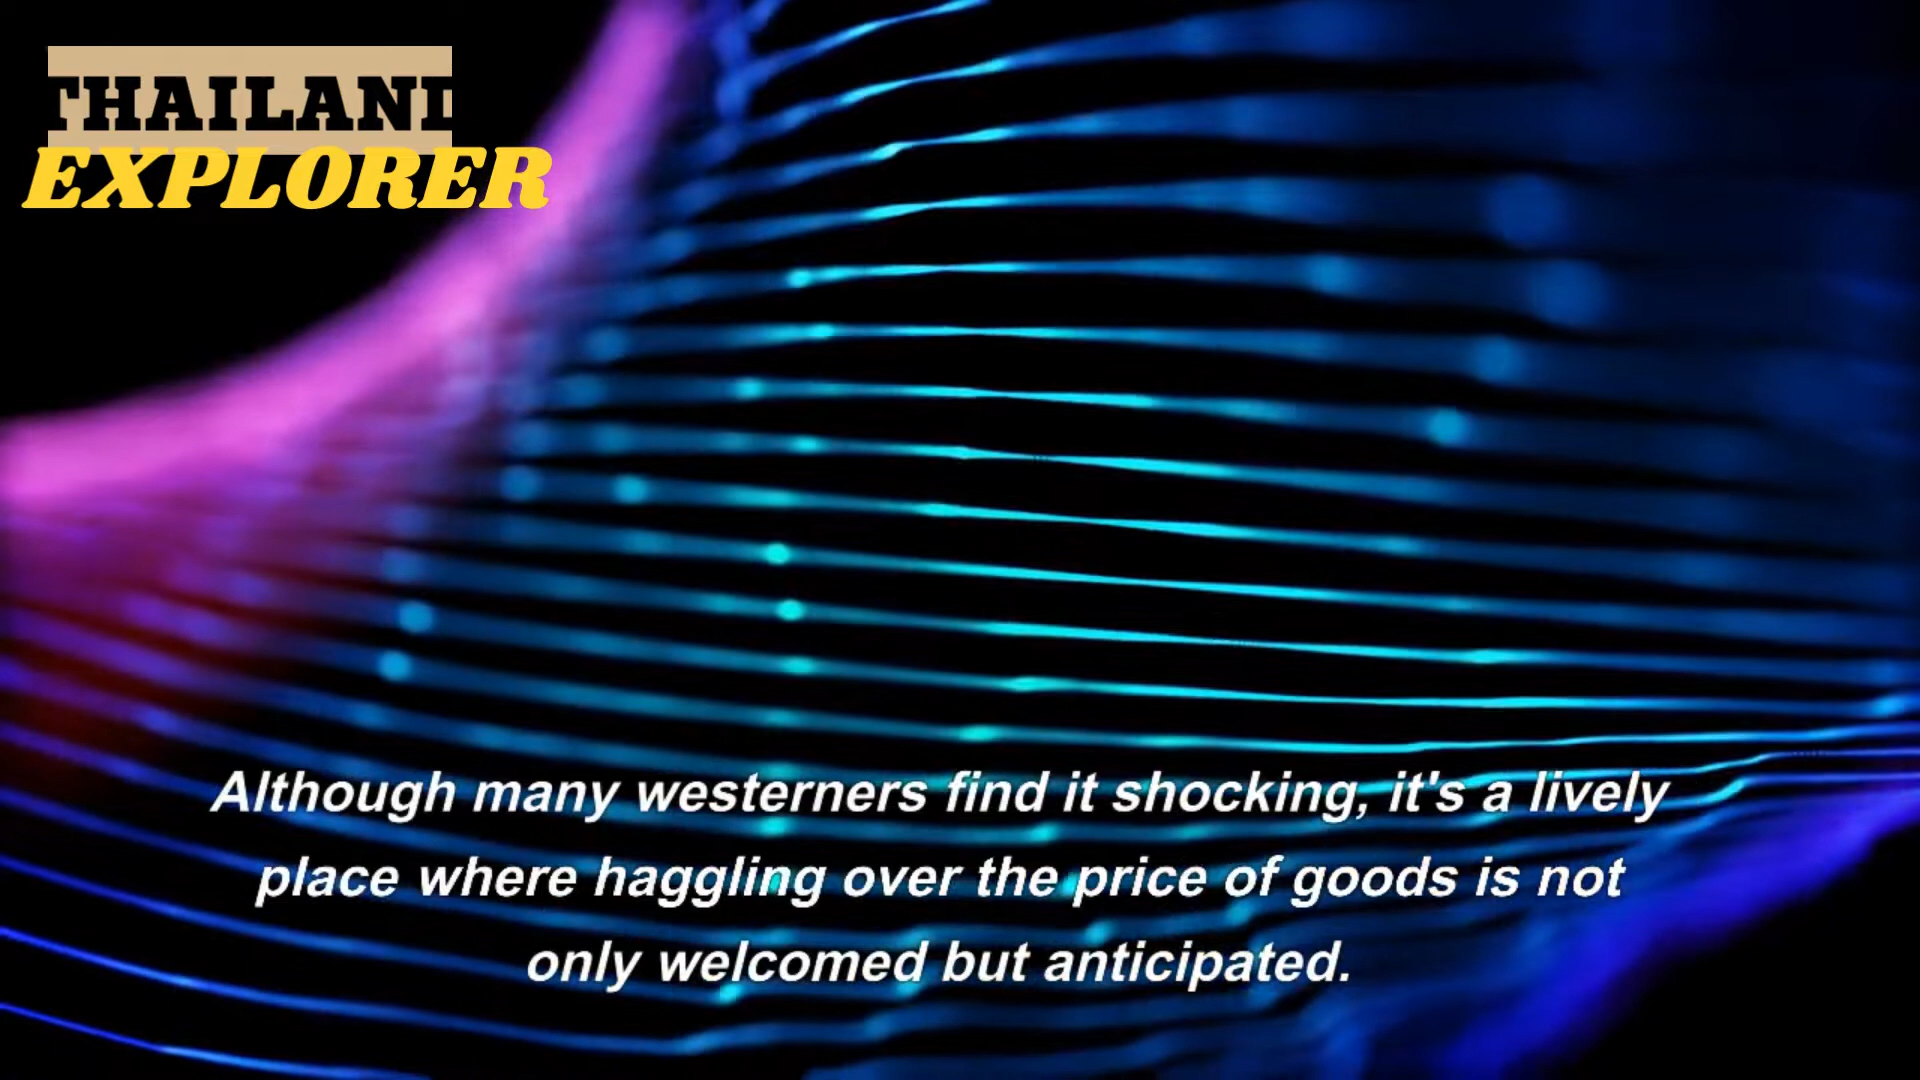 THAILAND
EXPLORER
Although many westerners find it shocking, it's a lively
place where haggling over the price of goods is not
only welcomed but anticipated.